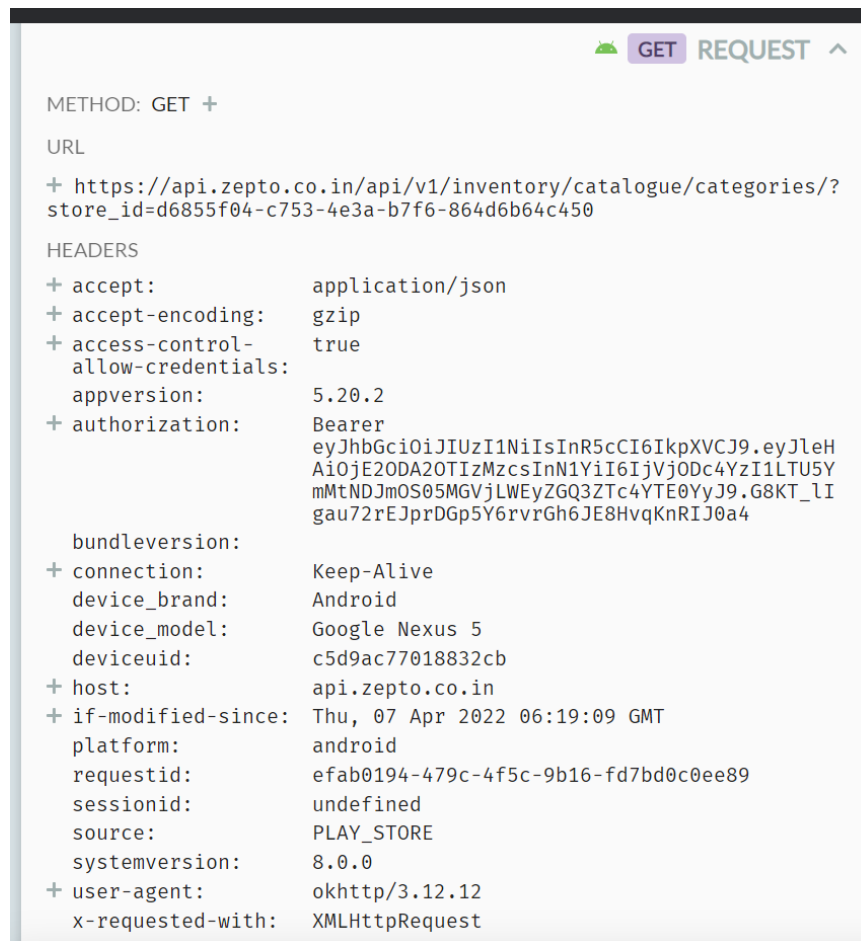 GET REQUEST
METHOD: GET +
URL
+ https://api.zepto.co.in/api/v1/inventory/catalogue/categories/?
store_id=d6855f04-c753-4e3a-b7f6-864d6b64c450
HEADERS
+ accept: application/json
+ accept-encoding: gzip
+ access-control- true
allow-credentials:
appversion: 5.20.2
+ authorization: Bearer
eyJhbGciOiJIUzI1NiIsInR5cCI6IkpXVCJ9.eyJleH
AiOjE2ODA2OTIzMzcsInN1YiI6IjVjODc4YzI1LTU5Y
mMtNDJmOS05MGVjLWEyZGQ3ZTc4YTE0YyJ9.G8KT_lI
gau72rEJprDGp5Y6rvrGh6JE8HvqKnRIJ0a4
bundleversion:
+ connection: Keep-Alive
device_brand: Android
device_model: Google Nexus 5
deviceuid: c5d9ac77018832cb
+ host: api.zepto.co.in
+ if-modified-since: Thu, 07 Apr 2022 06:19:09 GMT
platform: android
requestid: efab0194-479c-4f5c-9b16-fd7bd0c0ee89
sessionid: undefined
source: PLAY_STORE
systemversion: 8.0.0
+ user-agent: okhttp/3.12.12
x-requested-with: XMLHttpRequest